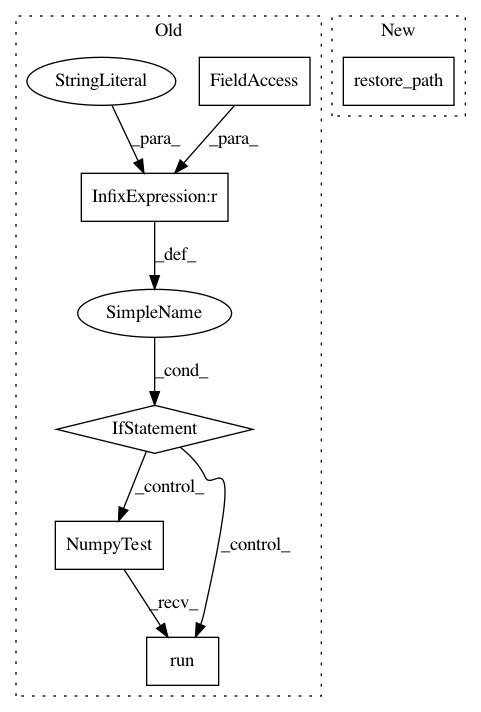 Old
New
StringLiteral
FieldAccess
restore_path
_para_
_para_
InfixExpression:r
_def_
SimpleName
_cond_
IfStatement
_control_
_control_
NumpyTest
_recv_
run